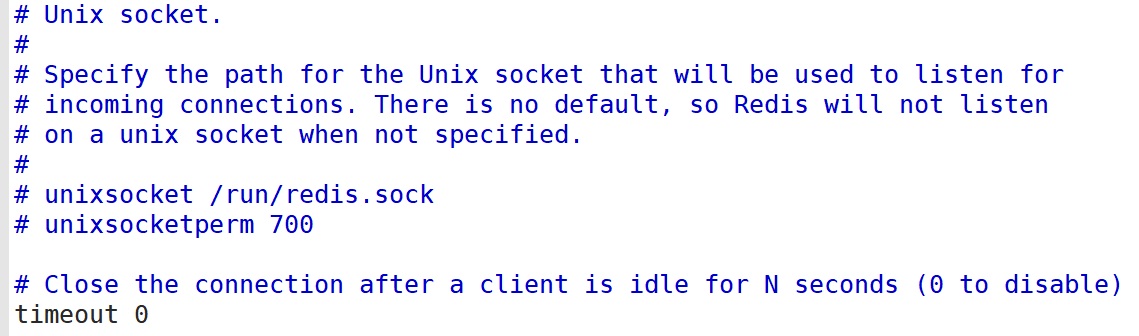 # Unix socket.
#
# Specify the path for the Unix socket that will be used to listen for
# incoming connections. There is no default, so Redis will not listen
# on a unix socket when not specified.
#
# unixsocket /run/redis.sock
# unixsocketperm 700

# Close the connection after a client is idle for N seconds (0 to disable)
timeout 0